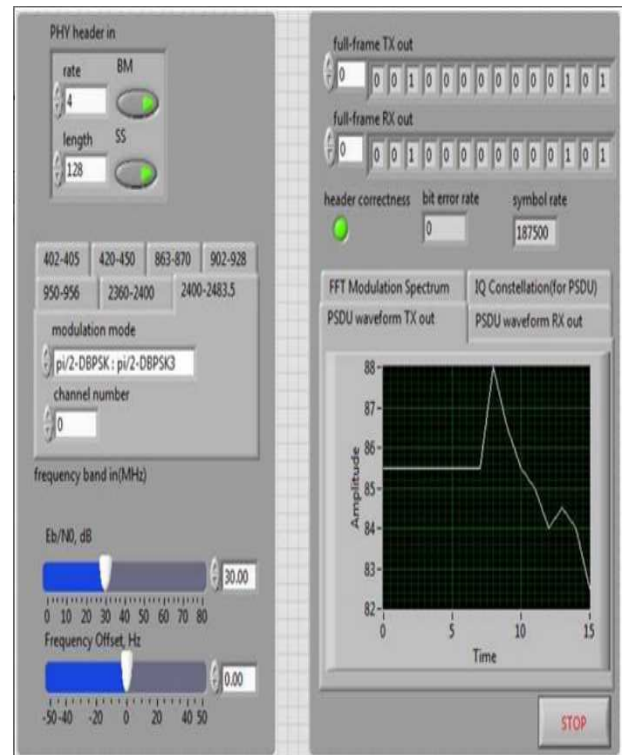 PHY header in
rate BM
4
length SS
128
402-405 420-450 863-870 902-928
950-956 2360-2400 2400-2483.5
modulation mode
pi/2-DBPSK : pi/2-DBPSK3
channel number
0
frequency band in(MHz)
Eb/N0, dB
30.00
0 10 20 30 40 50 60 70 80
Frequency Offset, Hz
0.00
-50 -40 -20 0 20 40 50
full-frame TX out
0 0 0 1 0 0 0 0 0 0 0 0 1 0 1
full-frame RX out
0 0 0 1 0 0 0 0 0 0 0 0 1 0 1
header correctness bit error rate symbol rate
0 187500
FFT Modulation Spectrum IQ Constellation(for PSDU)
PSDU waveform TX out PSDU waveform RX out
88
87
86
85
84
83
82
Amplitude
0 5 10 15
Time
STOP